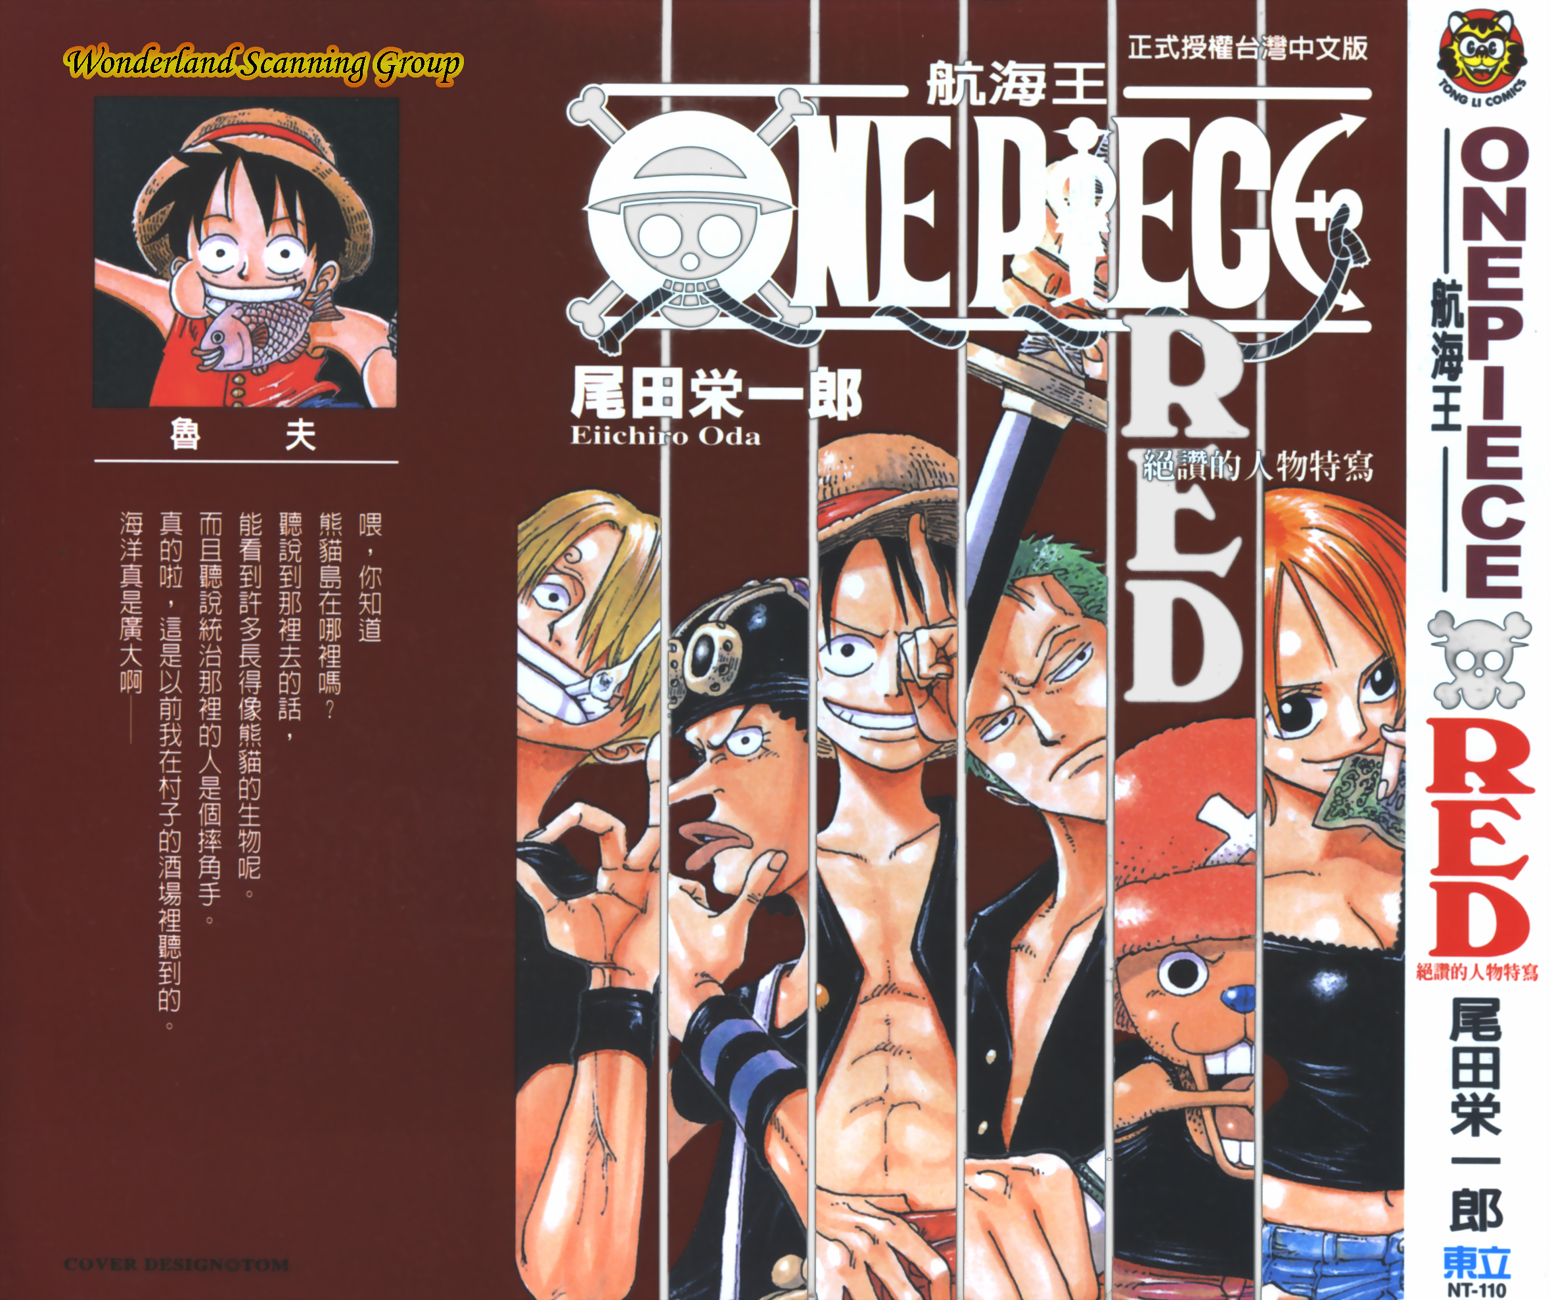 Wonderland Scanning Group
魯夫
喂，你知道
熊貓島在哪裡嗎？
聽說到那裡去的話，
能看到許多長得像熊貓的生物呢。
而且聽說統治那裡的人是個摔角手。
真的啦，這是以前我在村子的酒場裡聽到的。
海洋真是廣大啊——
COVER DESIGN◎TOM
正式授權台灣中文版
航海王
ONE PIECE
RED
尾田栄一郎
Eiichiro Oda
絕讚的人物特寫
TONG LI COMICS
ONE PIECE
航海王
RED
絕讚的人物特寫
尾田栄一郎
東立
NT-110